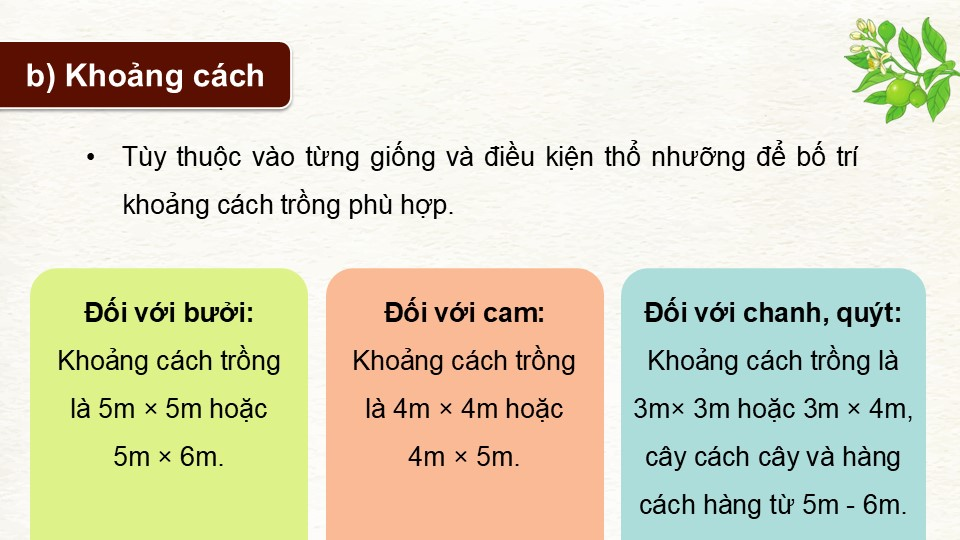 b) Khoảng cách
• Tùy thuộc vào từng giống và điều kiện thổ nhưỡng để bố trí
khoảng cách trồng phù hợp.
Đối với bưởi:
Khoảng cách trồng
là 5m × 5m hoặc
5m × 6m.
Đối với cam:
Khoảng cách trồng
là 4m × 4m hoặc
4m × 5m.
Đối với chanh, quýt:
Khoảng cách trồng là
3m× 3m hoặc 3m × 4m,
cây cách cây và hàng
cách hàng từ 5m - 6m.